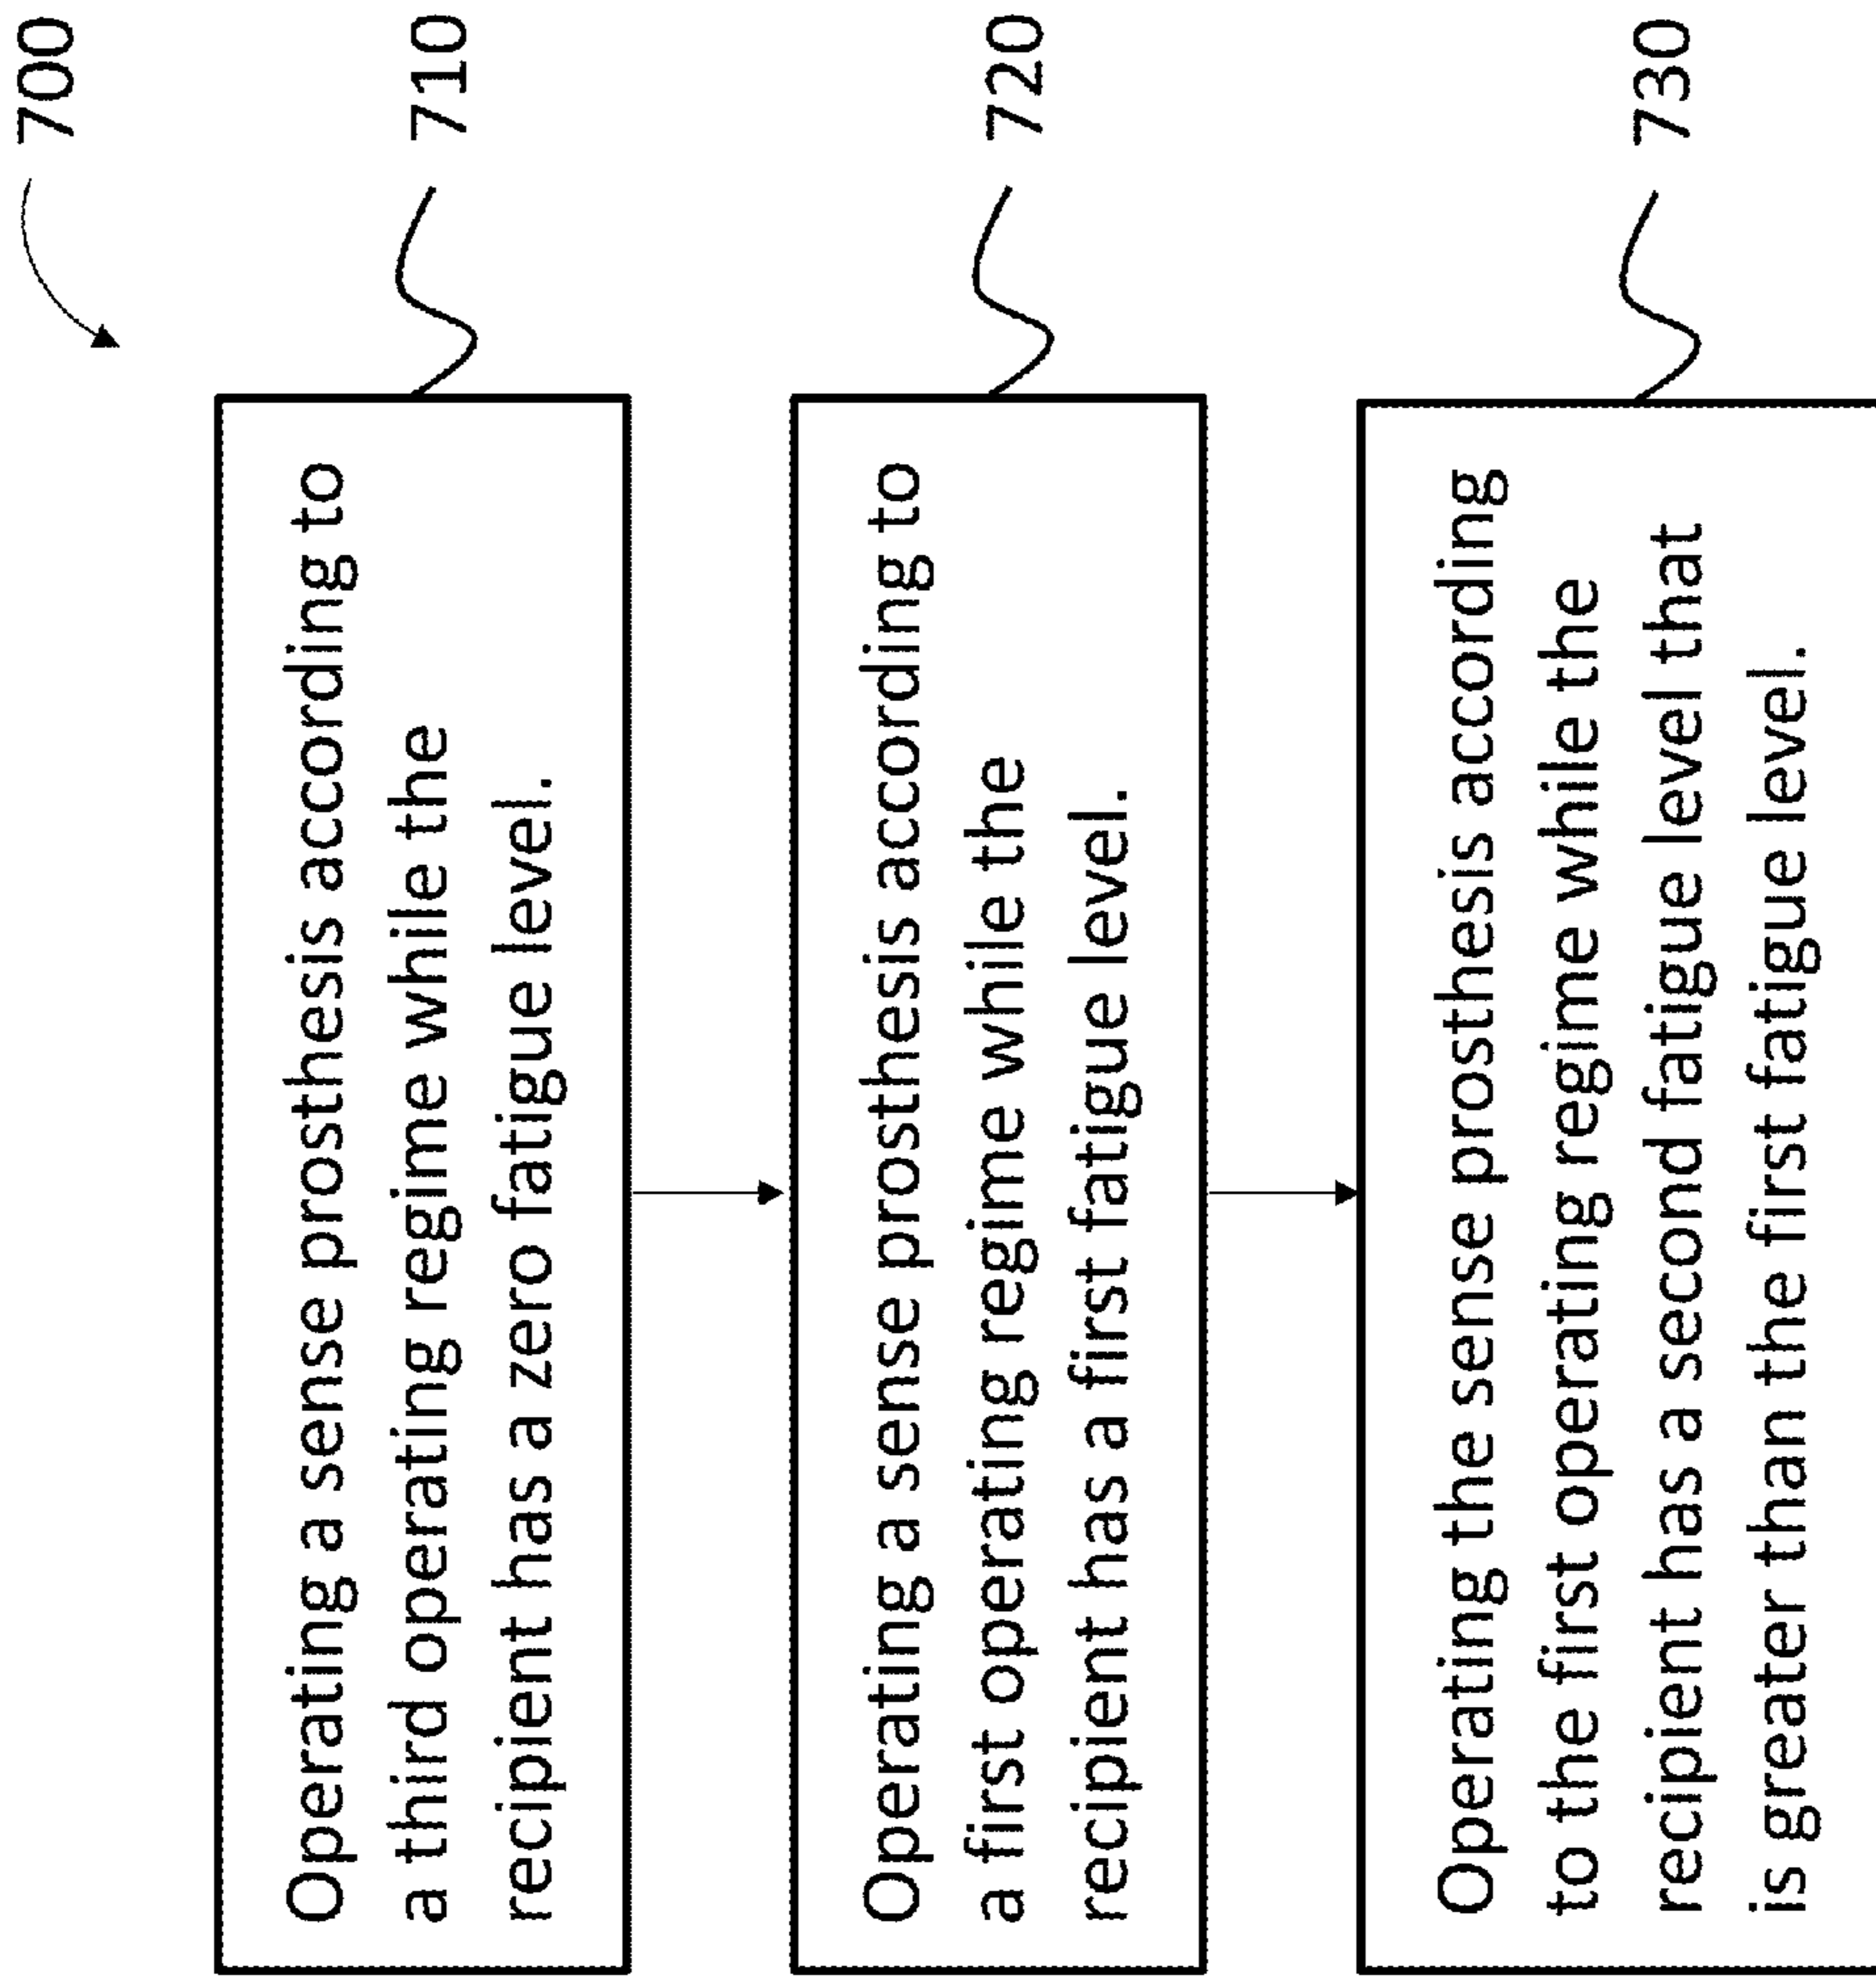 700
Operating a sense prosthesis according to
a third operating regime while the
recipient has a zero fatigue level.
710
Operating a sense prosthesis according to
a first operating regime while the
recipient has a first fatigue level.
720
Operating the sense prosthesis according
to the first operating regime while the
recipient has a second fatigue level that
is greater than the first fatigue level.
730